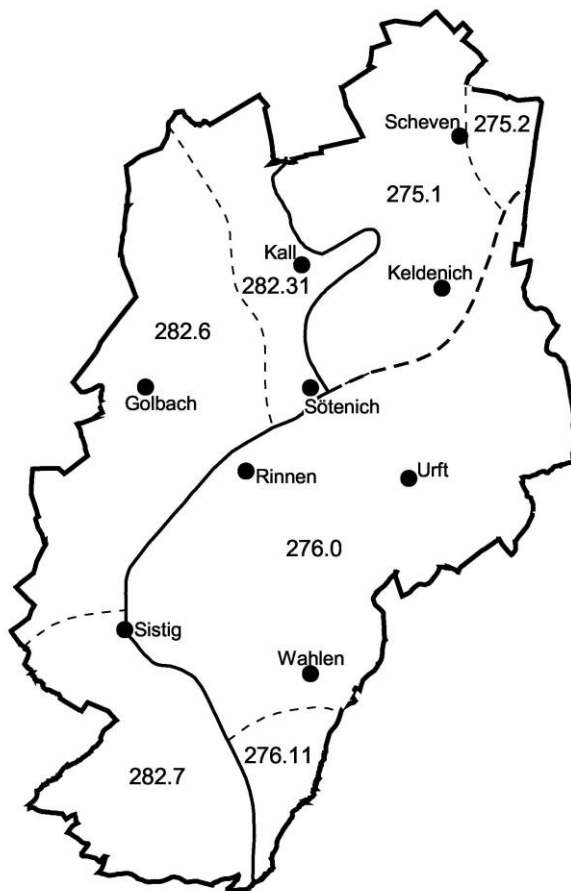 Scheven
275.2
275.1
Kall
282.31
Keldenich
282.6
Golbach
Sötenich
Rinnen
Urft
276.0
Sistig
Wahlen
276.11
282.7